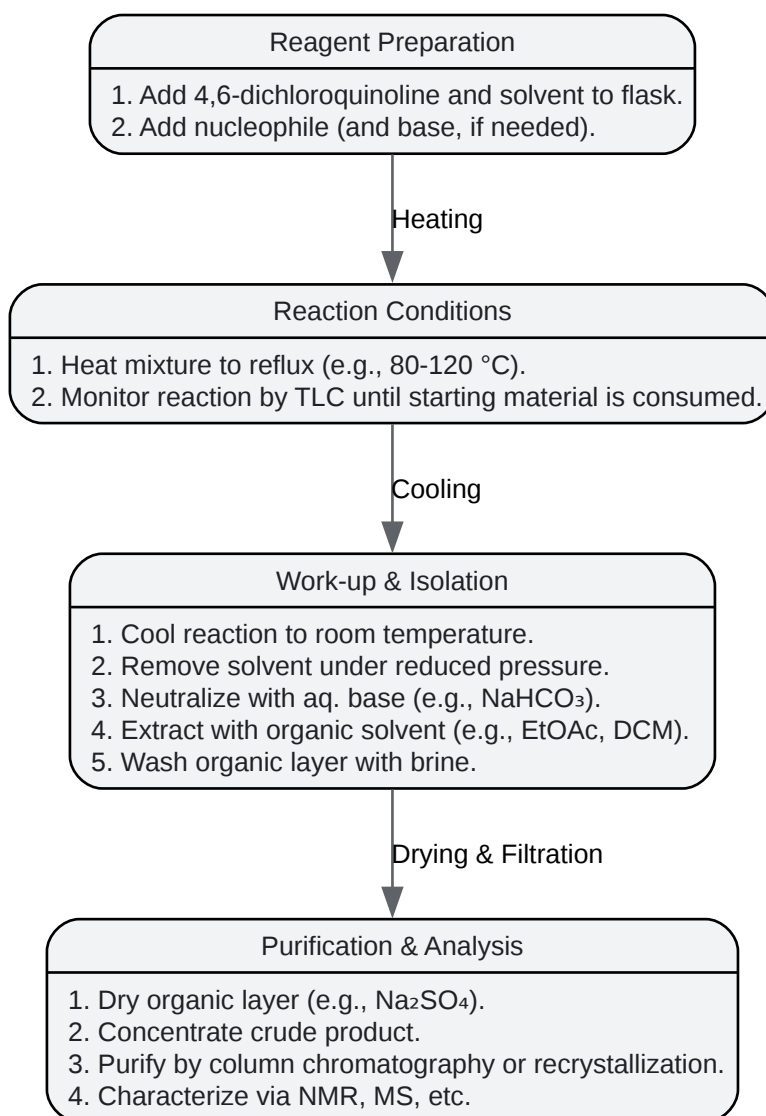 Reagent Preparation
1. Add 4,6-dichloroquinoline and solvent to flask.
2. Add nucleophile (and base, if needed).
Heating
Reaction Conditions
1. Heat mixture to reflux (e.g., 80-120 °C).
2. Monitor reaction by TLC until starting material is consumed.
Cooling
Work-up & Isolation
1. Cool reaction to room temperature.
2. Remove solvent under reduced pressure.
3. Neutralize with aq. base (e.g., NaHCO₃).
4. Extract with organic solvent (e.g., EtOAc, DCM).
5. Wash organic layer with brine.
Drying & Filtration
Purification & Analysis
1. Dry organic layer (e.g., Na₂SO₄).
2. Concentrate crude product.
3. Purify by column chromatography or recrystallization.
4. Characterize via NMR, MS, etc.